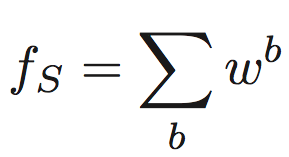 f_S = \sum_b w^b